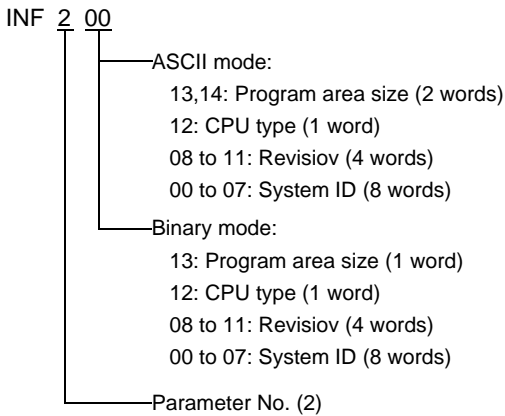 INF 2 00
ASCII mode:
13,14: Program area size (2 words)
12: CPU type (1 word)
08 to 11: Revisiov (4 words)
00 to 07: System ID (8 words)
Binary mode:
13: Program area size (1 word)
12: CPU type (1 word)
08 to 11: Revisiov (4 words)
00 to 07: System ID (8 words)
Parameter No. (2)